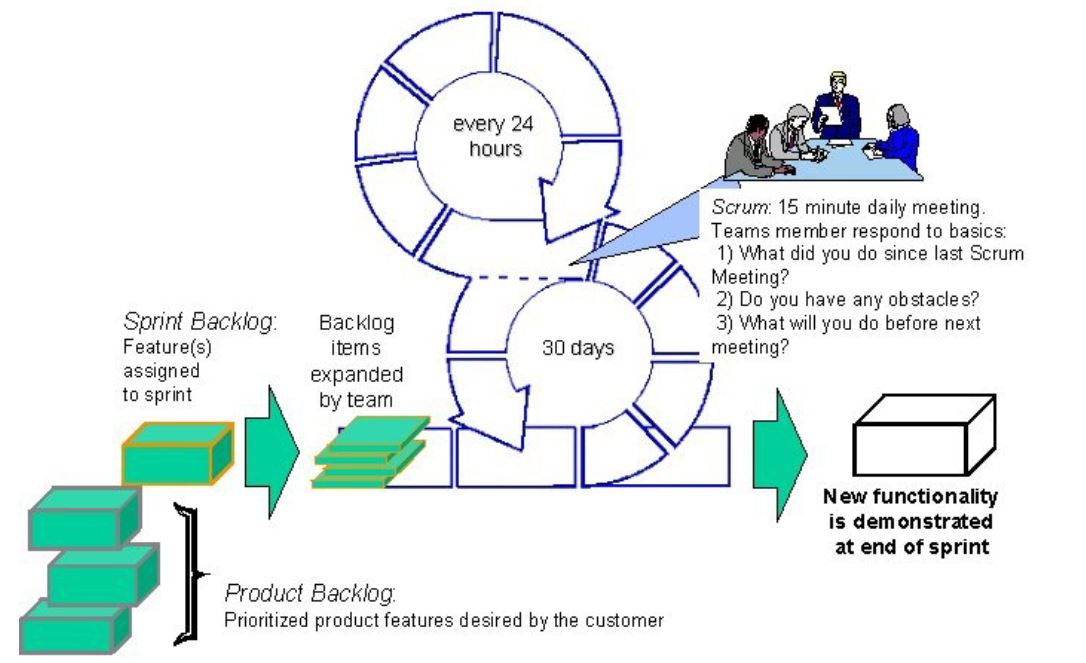 every 24
hours
Scrum: 15 minute daily meeting.
Teams member respond to basics:
1) What did you do since last Scrum
Meeting?
2) Do you have any obstacles?
3) What will you do before next
meeting?
Sprint Backlog:
Feature(s)
assigned
to sprint
Backlog
items
expanded
by team
30 days
New functionality
is demonstrated
at end of sprint
Product Backlog:
Prioritized product features desired by the customer